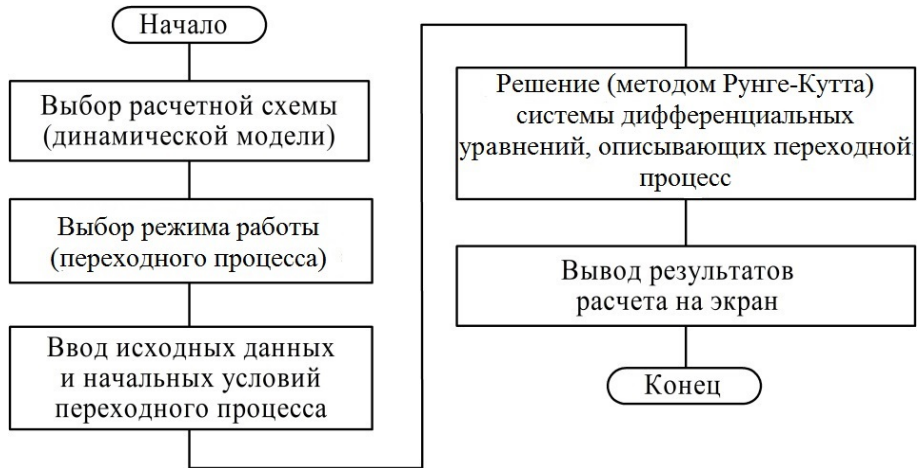 Начало
Выбор расчетной схемы
(динамической модели)
Выбор режима работы
(переходного процесса)
Ввод исходных данных
и начальных условий
переходного процесса
Решение (методом Рунге-Кутта)
системы дифференциальных
уравнений, описывающих переходной
процесс
Вывод результатов
расчета на экран
Конец